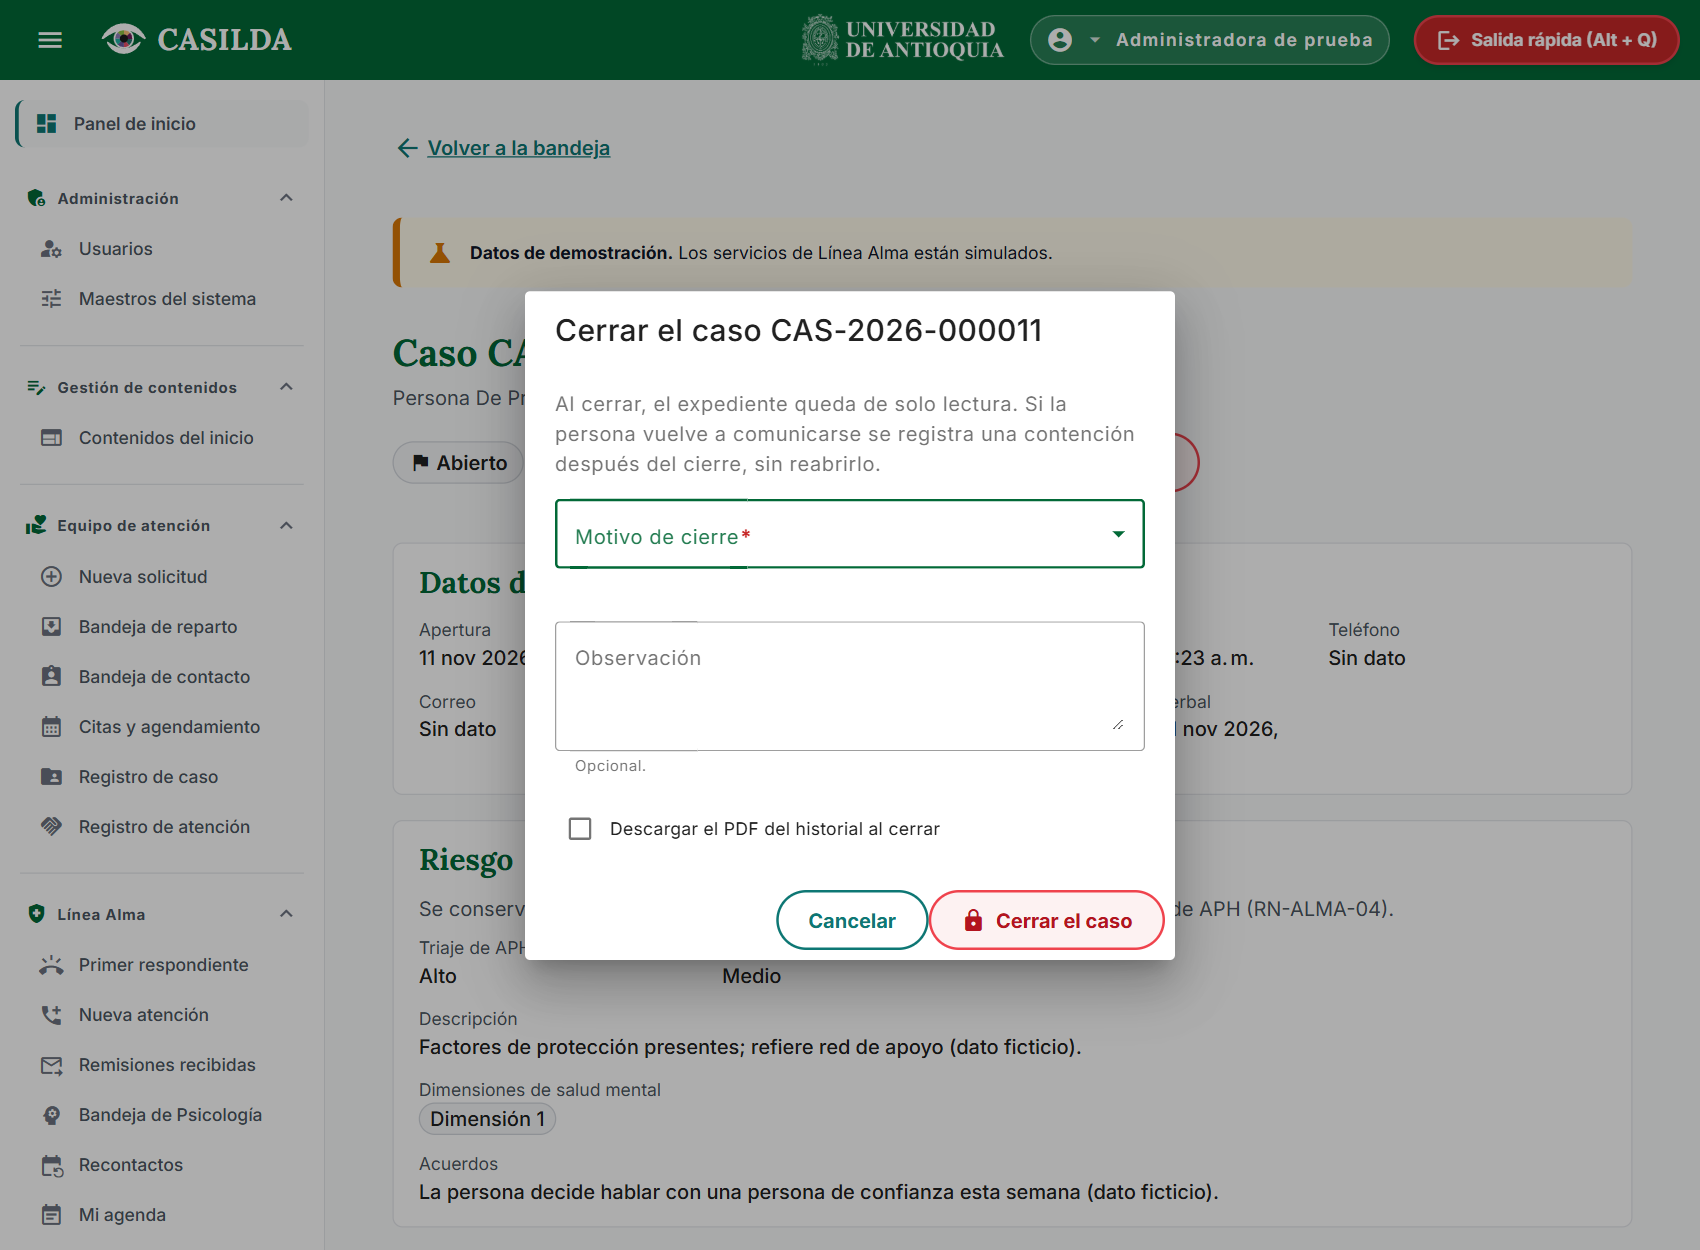 CASILDA
UNIVERSIDAD
DE ANTIOQUIA
Administradora de prueba
Salida rápida (Alt + Q)
Panel de inicio
Administración
Usuarios
Maestros del sistema
Gestión de contenidos
Contenidos del inicio
Equipo de atención
Nueva solicitud
Bandeja de reparto
Bandeja de contacto
Citas y agendamiento
Registro de caso
Registro de atención
Línea Alma
Primer respondiente
Nueva atención
Remisiones recibidas
Bandeja de Psicología
Recontactos
Mi agenda
Volver a la bandeja
Datos de demostración. Los servicios de Línea Alma están simulados.
Caso
Persona De
Abierto
Datos
Apertura
11 nov 2026
:23 a. m.
Teléfono
Sin dato
Correo
Sin dato
nov 2026,
Riesgo
Se
de APH (RN-ALMA-04).
Triaje de APH
Alto
Medio
Descripción
Factores de protección presentes; refiere red de apoyo (dato ficticio).
Dimensiones de salud mental
Dimensión 1
Acuerdos
La persona decide hablar con una persona de confianza esta semana (dato ficticio).
Cerrar el caso CAS-2026-000011
Al cerrar, el expediente queda de solo lectura. Si la
persona vuelve a comunicarse se registra una contención
después del cierre, sin reabrirlo.
Motivo de cierre*
Observación
Opcional.
Descargar el PDF del historial al cerrar
Cancelar
Cerrar el caso